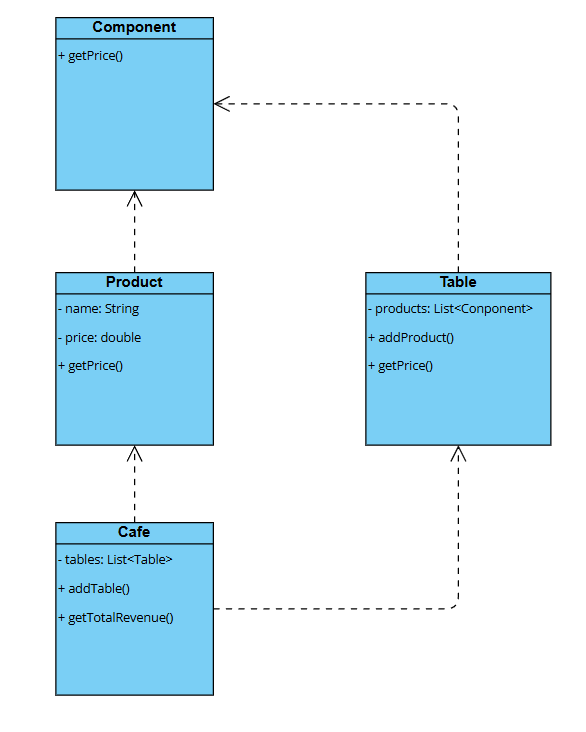 Component
+ getPrice()
Product
- name: String
- price: double
+ getPrice()
Table
- products: List<Conponent>
+ addProduct()
+ getPrice()
Cafe
- tables: List<Table>
+ addTable()
+ getTotalRevenue()